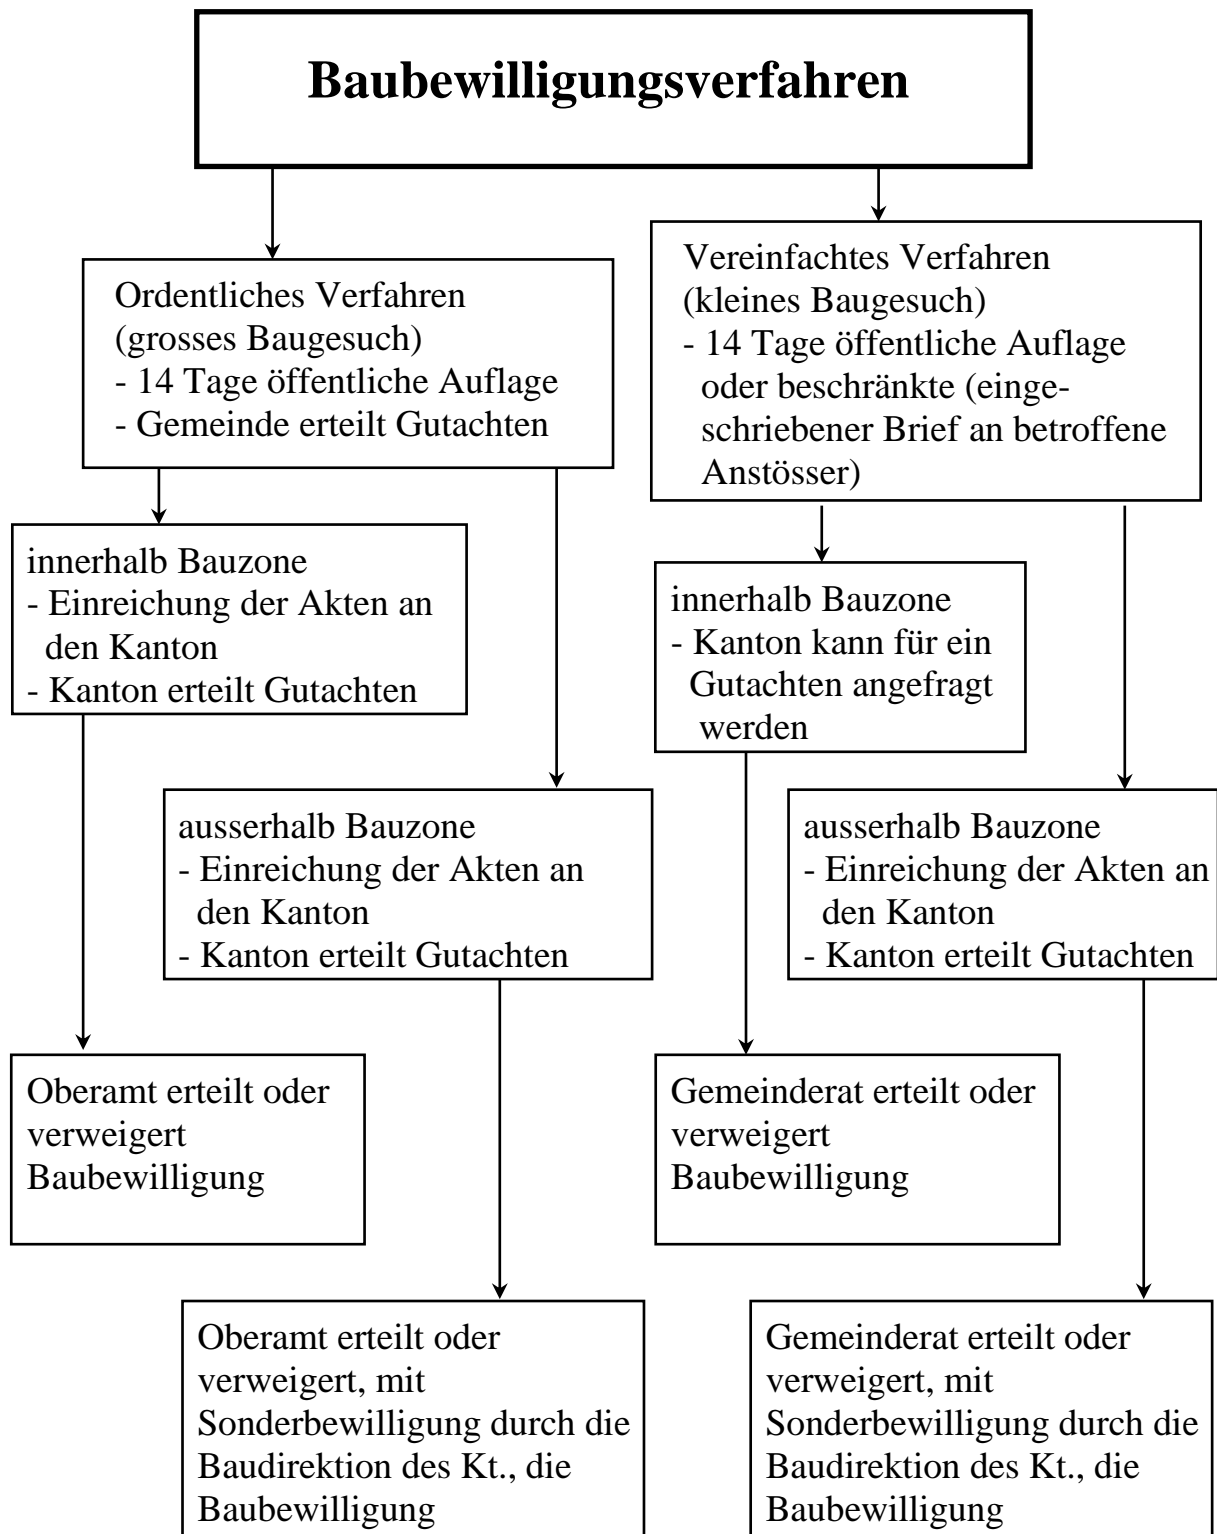 Baubewilligungsverfahren
Ordentliches Verfahren
(grosses Baugesuch)
- 14 Tage öffentliche Auflage
- Gemeinde erteilt Gutachten
Vereinfachtes Verfahren
(kleines Baugesuch)
- 14 Tage öffentliche Auflage
oder beschränkte (einge-
schriebener Brief an betroffene
Anstösser)
innerhalb Bauzone
- Einreichung der Akten an
den Kanton
- Kanton erteilt Gutachten
innerhalb Bauzone
- Kanton kann für ein
Gutachten angefragt
werden
ausserhalb Bauzone
- Einreichung der Akten an
den Kanton
- Kanton erteilt Gutachten
ausserhalb Bauzone
- Einreichung der Akten an
den Kanton
- Kanton erteilt Gutachten
Oberamt erteilt oder
verweigert
Baubewilligung
Gemeinderat erteilt oder
verweigert
Baubewilligung
Oberamt erteilt oder
verweigert, mit
Sonderbewilligung durch die
Baudirektion des Kt., die
Baubewilligung
Gemeinderat erteilt oder
verweigert, mit
Sonderbewilligung durch die
Baudirektion des Kt., die
Baubewilligung